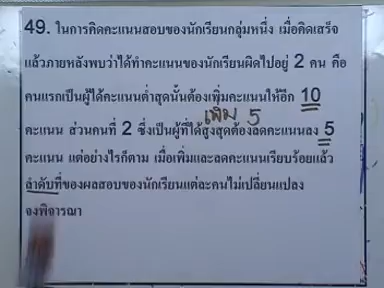 49. ในการคิดคะแนนสอบของนักเรียนกลุ่มหนึ่ง เมื่อคิดเสร็จ
แล้วภายหลังพบว่าได้ทำคะแนนของนักเรียนผิดไปอยู่ 2 คน คือ
คนแรกเป็นผู้ได้คะแนนต่ำสุดนั้นต้องเพิ่มคะแนนให้อีก 10
เพิ่ม 5
คะแนน ส่วนคนที่ 2 ซึ่งเป็นผู้ที่ได้สูงสุดต้องลดคะแนนลง 5
คะแนน แต่อย่างไรก็ตาม เมื่อเพิ่มและลดคะแนนเรียบร้อยแล้ว
ลำดับที่ของผลสอบของนักเรียนแต่ละคนไม่เปลี่ยนแปลง
จงพิจารณา